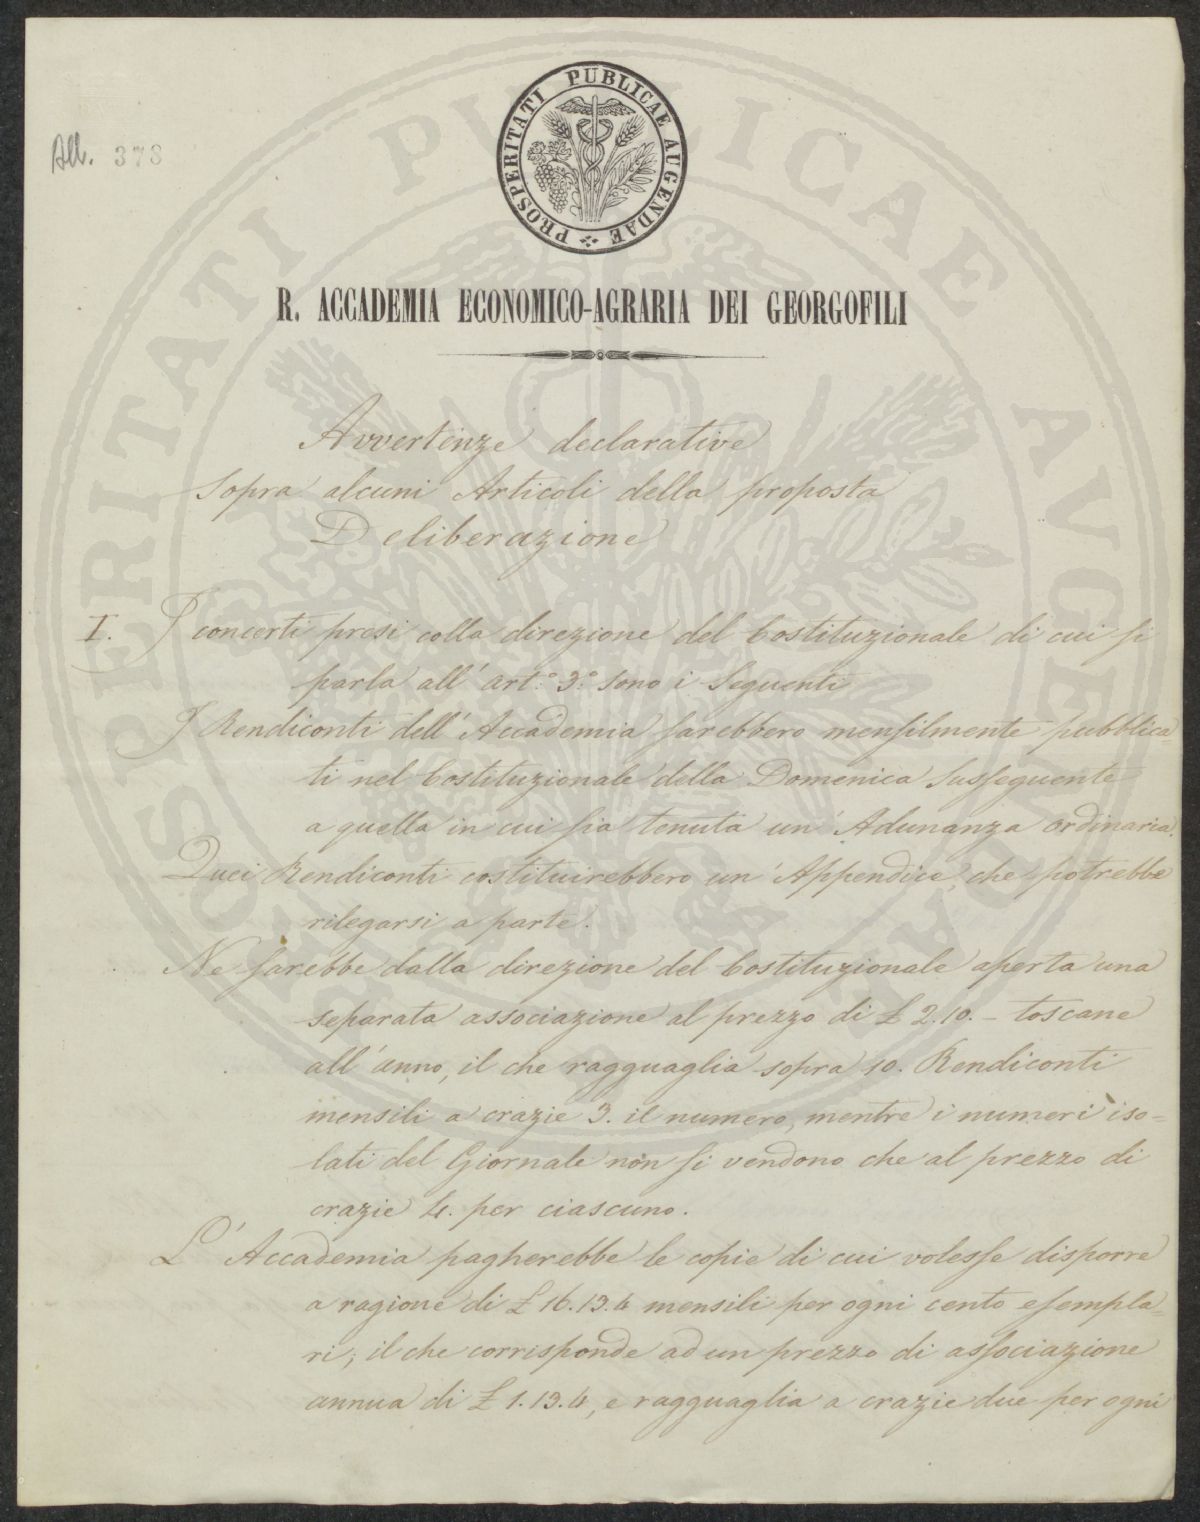 PROSPERITATI PUBLICAE AUGENDAE
All. 373
R. ACCADEMIA ECONOMICO-AGRARIA DEI GEORGOFILI
Avvertenze declarative
sopra alcuni Articoli della proposta
Deliberazione
I. I concerti presi colla direzione del Costituzionale di cui si
parla all' art.° 3.° sono i seguenti
I Rendiconti dell' Accademia sarebbero mensilmente pubblica=
ti nel Costituzionale della Domenica susseguente
a quella in cui sia tenuta un' Adunanza ordinaria.
Quei Rendiconti costituirebbero un' Appendice, che potrebbe
rilegarsi a parte.
Ne sarebbe dalla direzione del Costituzionale aperta una
separata associazione al prezzo di £ 2.10.- toscane
all' anno, il che ragguaglia sopra 10. Rendiconti
mensili a crazie 3. il numero, mentre i numeri iso=
lati del Giornale non si vendono che al prezzo di
crazie 4. per ciascuno.
L' Accademia pagherebbe le copie di cui volesse disporre
a ragione di £ 16.13.4 mensili per ogni cento esempla=
ri; il che corrisponde ad un prezzo di associazione
annua di £ 1.13.4, e ragguaglia a crazie due per ogni